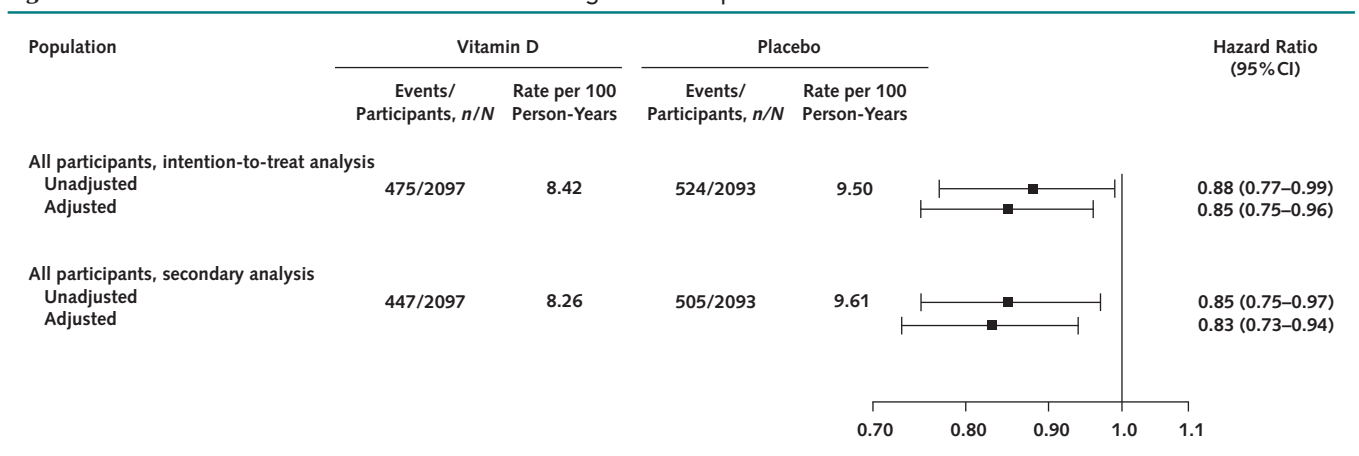 Population Vitamin D Placebo Hazard Ratio
(95% CI)
Events/ Rate per 100 Events/ Rate per 100
Participants, n/N Person-Years Participants, n/N Person-Years
All participants, intention-to-treat analysis
Unadjusted 475/2097 8.42 524/2093 9.50 0.88 (0.77–0.99)
Adjusted 0.85 (0.75–0.96)
All participants, secondary analysis
Unadjusted 447/2097 8.26 505/2093 9.61 0.85 (0.75–0.97)
Adjusted 0.83 (0.73–0.94)
0.70 0.80 0.90 1.0 1.1